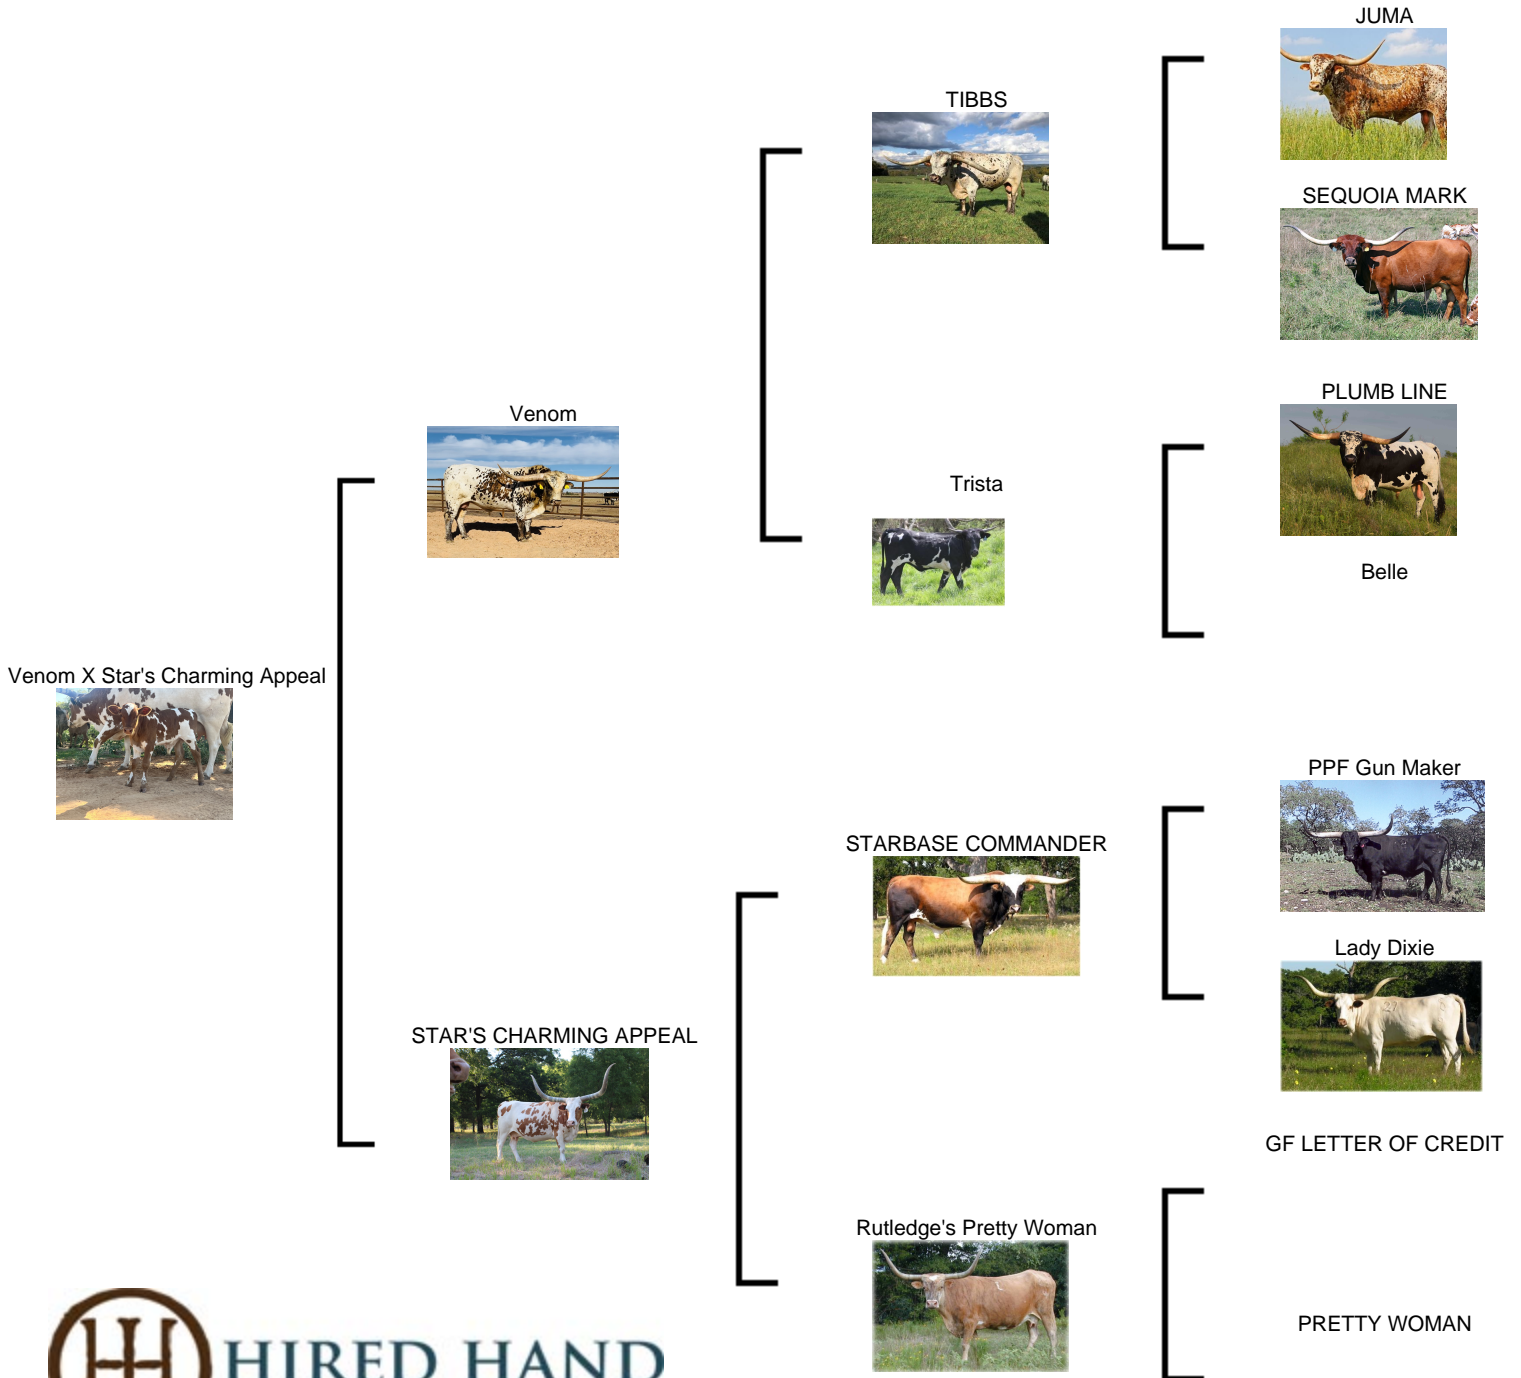 JUMA
TIBBS
SEQUOIA MARK
PLUMB LINE
Venom
Trista
Belle
Venom X Star's Charming Appeal
PPF Gun Maker
STARBASE COMMANDER
Lady Dixie
STAR'S CHARMING APPEAL
GF LETTER OF CREDIT
Rutledge's Pretty Woman
PRETTY WOMAN
HIRED HAND